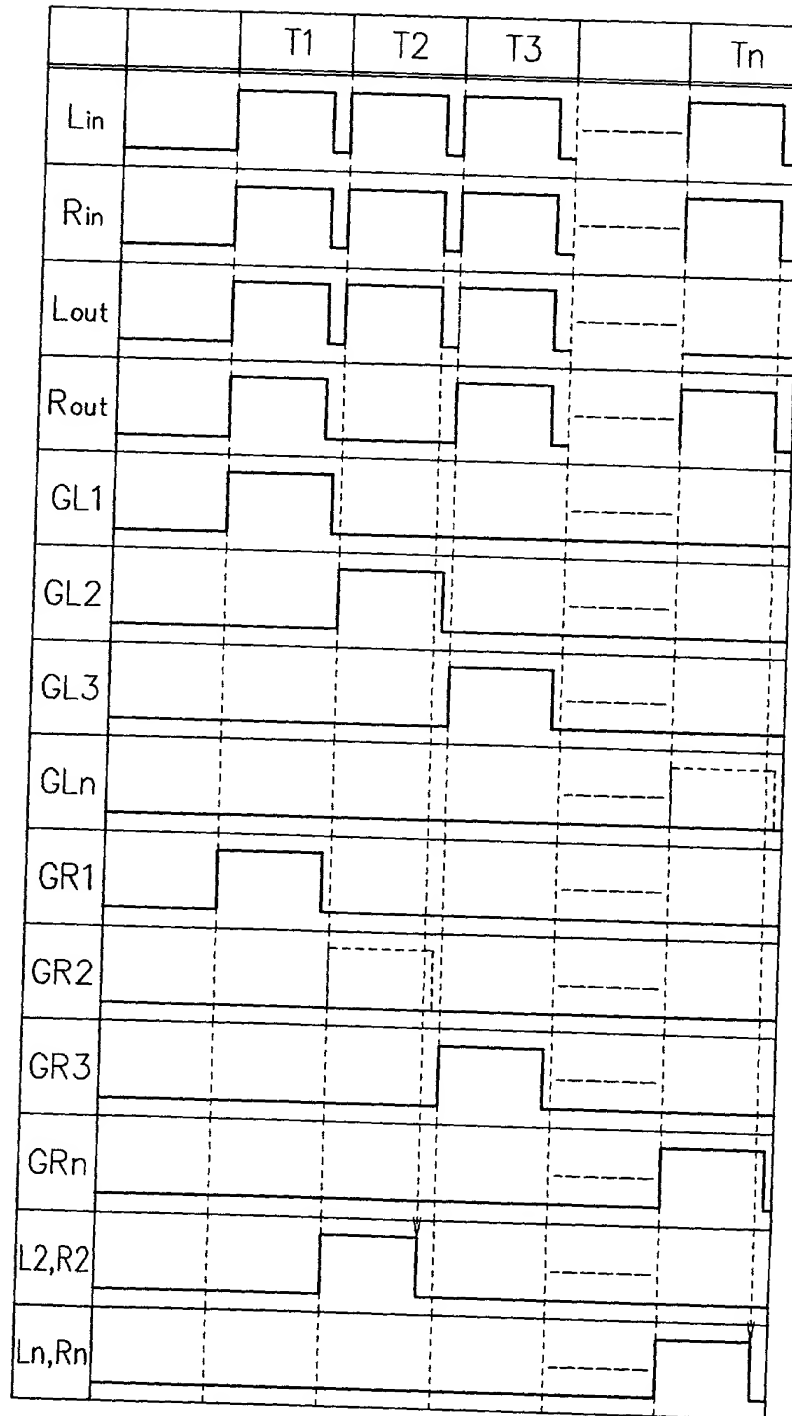 T1 T2 T3 Tn
Lin
Rin
Lout
Rout
GL1
GL2
GL3
GLn
GR1
GR2
GR3
GRn
L2,R2
Ln,Rn